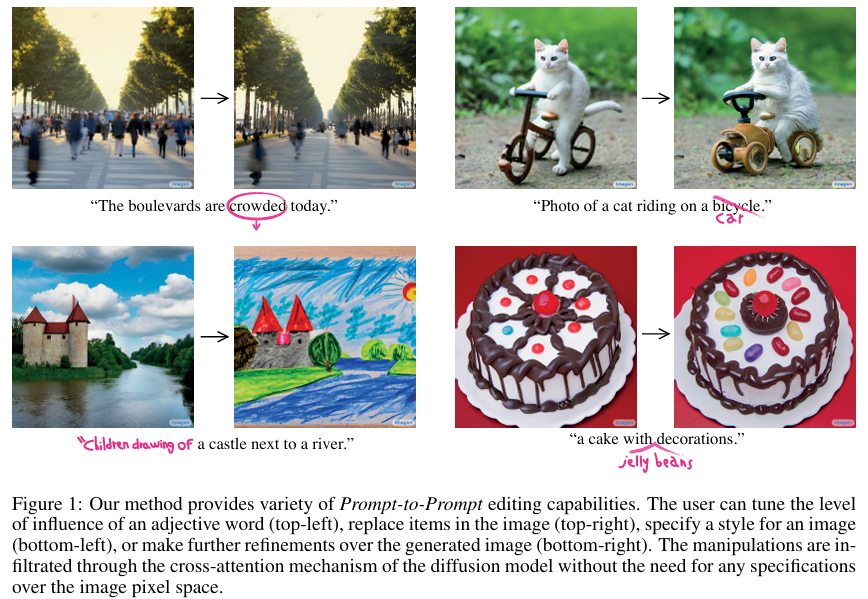 imagen
imagen
imagen
imagen
"The boulevards are crowded today."
"Photo of a cat riding on a bicycle."
car
imagen
imagen
imagen
imagen
"Children drawing of a castle next to a river."
"a cake with decorations."
jelly beans
Figure 1: Our method provides variety of Prompt-to-Prompt editing capabilities. The user can tune the level
of influence of an adjective word (top-left), replace items in the image (top-right), specify a style for an image
(bottom-left), or make further refinements over the generated image (bottom-right). The manipulations are in-
filtrated through the cross-attention mechanism of the diffusion model without the need for any specifications
over the image pixel space.